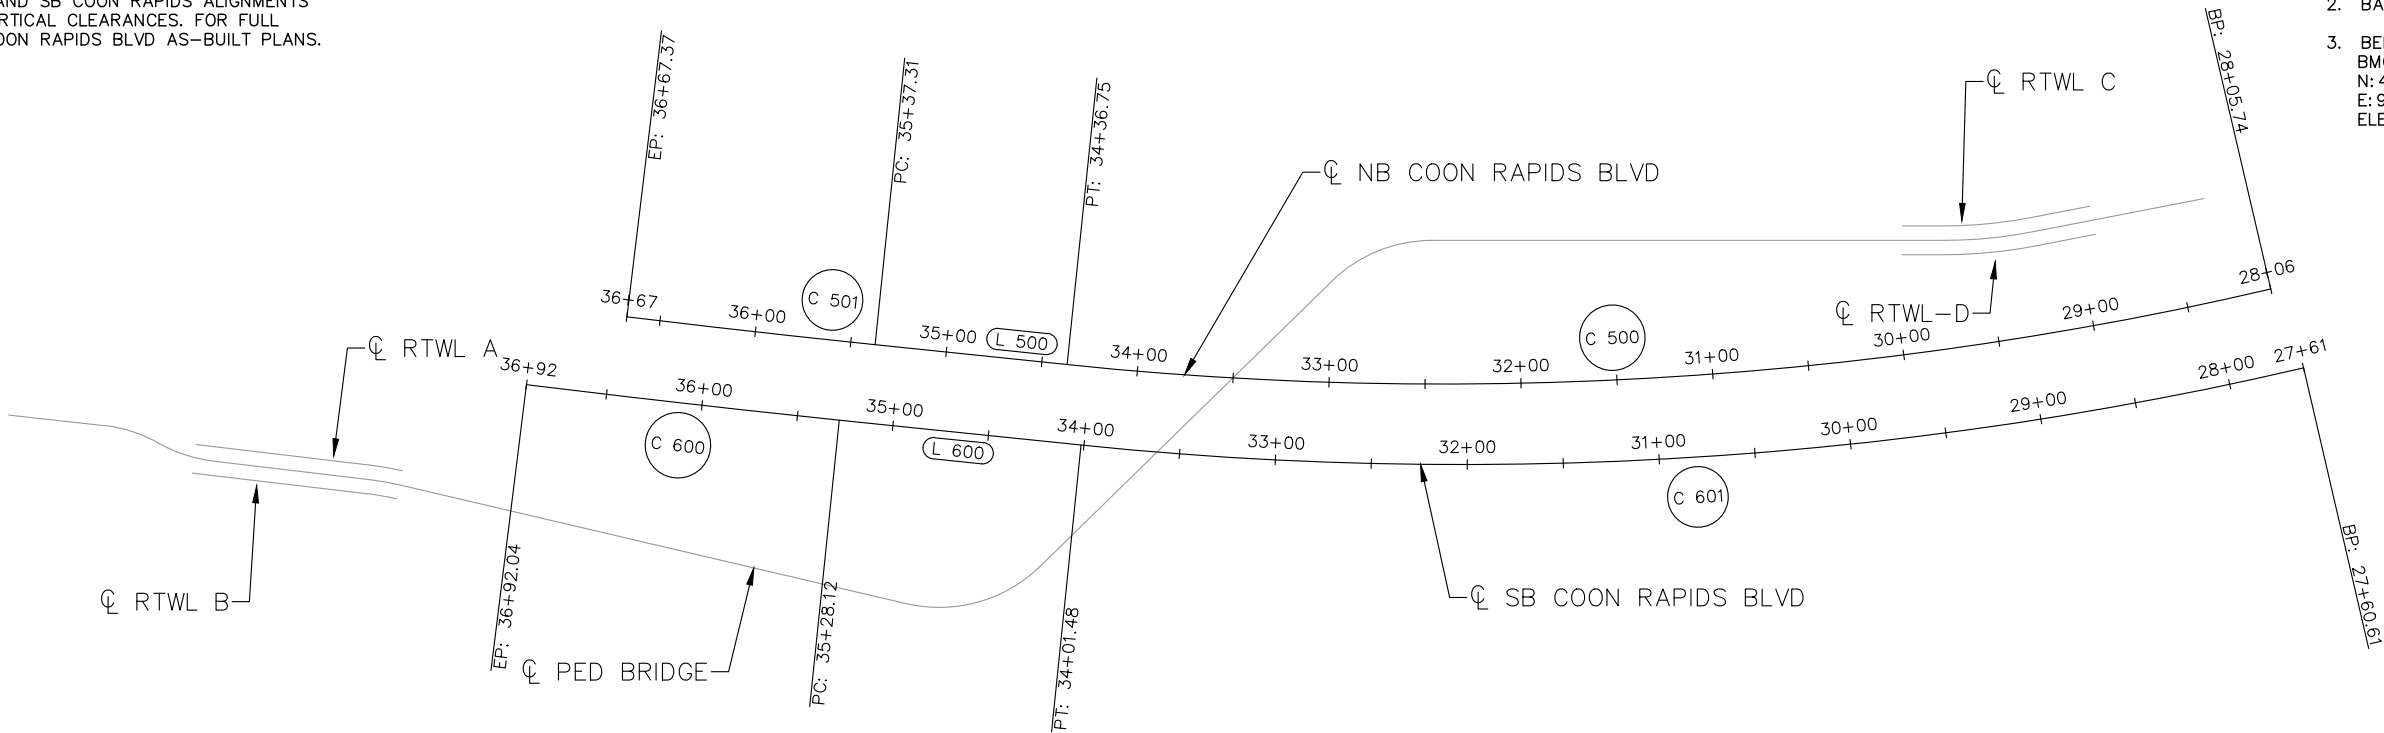 AND SB COON RAPIDS ALIGNMENTS
RTICAL CLEARANCES. FOR FULL
OON RAPIDS BLVD AS-BUILT PLANS.
2. BA
3. BE
BM
N: 4
E: 9
ELE
EP: 36+67.37
PC: 35+37.31
PT: 34+36.75
BP: 28+05.74
℄ RTWL C
℄ NB COON RAPIDS BLVD
℄ RTWL-D
36+67
36+00
C 501
35+00
L 500
34+00
33+00
32+00
C 500
31+00
30+00
29+00
28+06
℄ RTWL A
36+92
36+00
C 600
35+00
L 600
34+00
33+00
32+00
31+00
C 601
30+00
29+00
28+00
27+61
℄ RTWL B
EP: 36+92.04
℄ PED BRIDGE
PC: 35+28.12
PT: 34+01.48
℄ SB COON RAPIDS BLVD
BP: 27+60.61